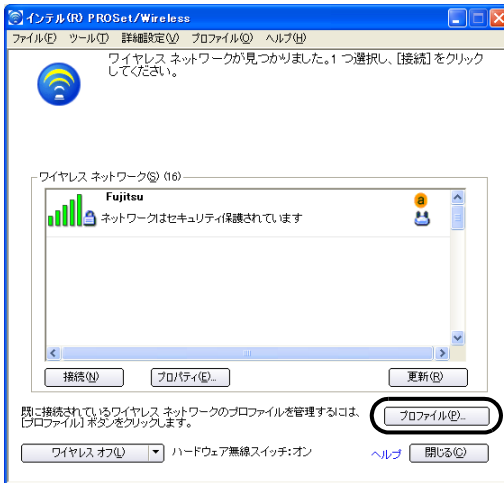 インテル(R) PROSet/Wireless
ファイル(F) ツール(T) 詳細設定(V) プロファイル(O) ヘルプ(H)
ワイヤレス ネットワークが見つかりました。1 つ選択し、[接続] をクリック
してください。
ワイヤレス ネットワーク(S) (16)
Fujitsu
a
ネットワークはセキュリティ保護されています
接続(N) プロパティ(E)... 更新(R)
既に接続されているワイヤレス ネットワークのプロファイルを管理するには、
[プロファイル] ボタンをクリックします。
プロファイル(P)...
ワイヤレス オフ(L) ハードウェア無線スイッチ:オン ヘルプ 閉じる(C)